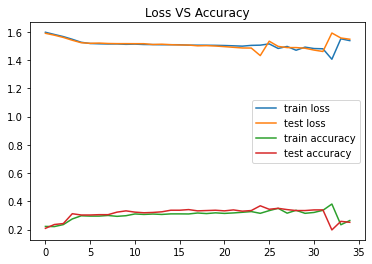 Loss VS Accuracy
1.6
1.4
1.2
1.0
0.8
0.6
0.4
0.2
train loss
test loss
train accuracy
test accuracy
0 5 10 15 20 25 30 35